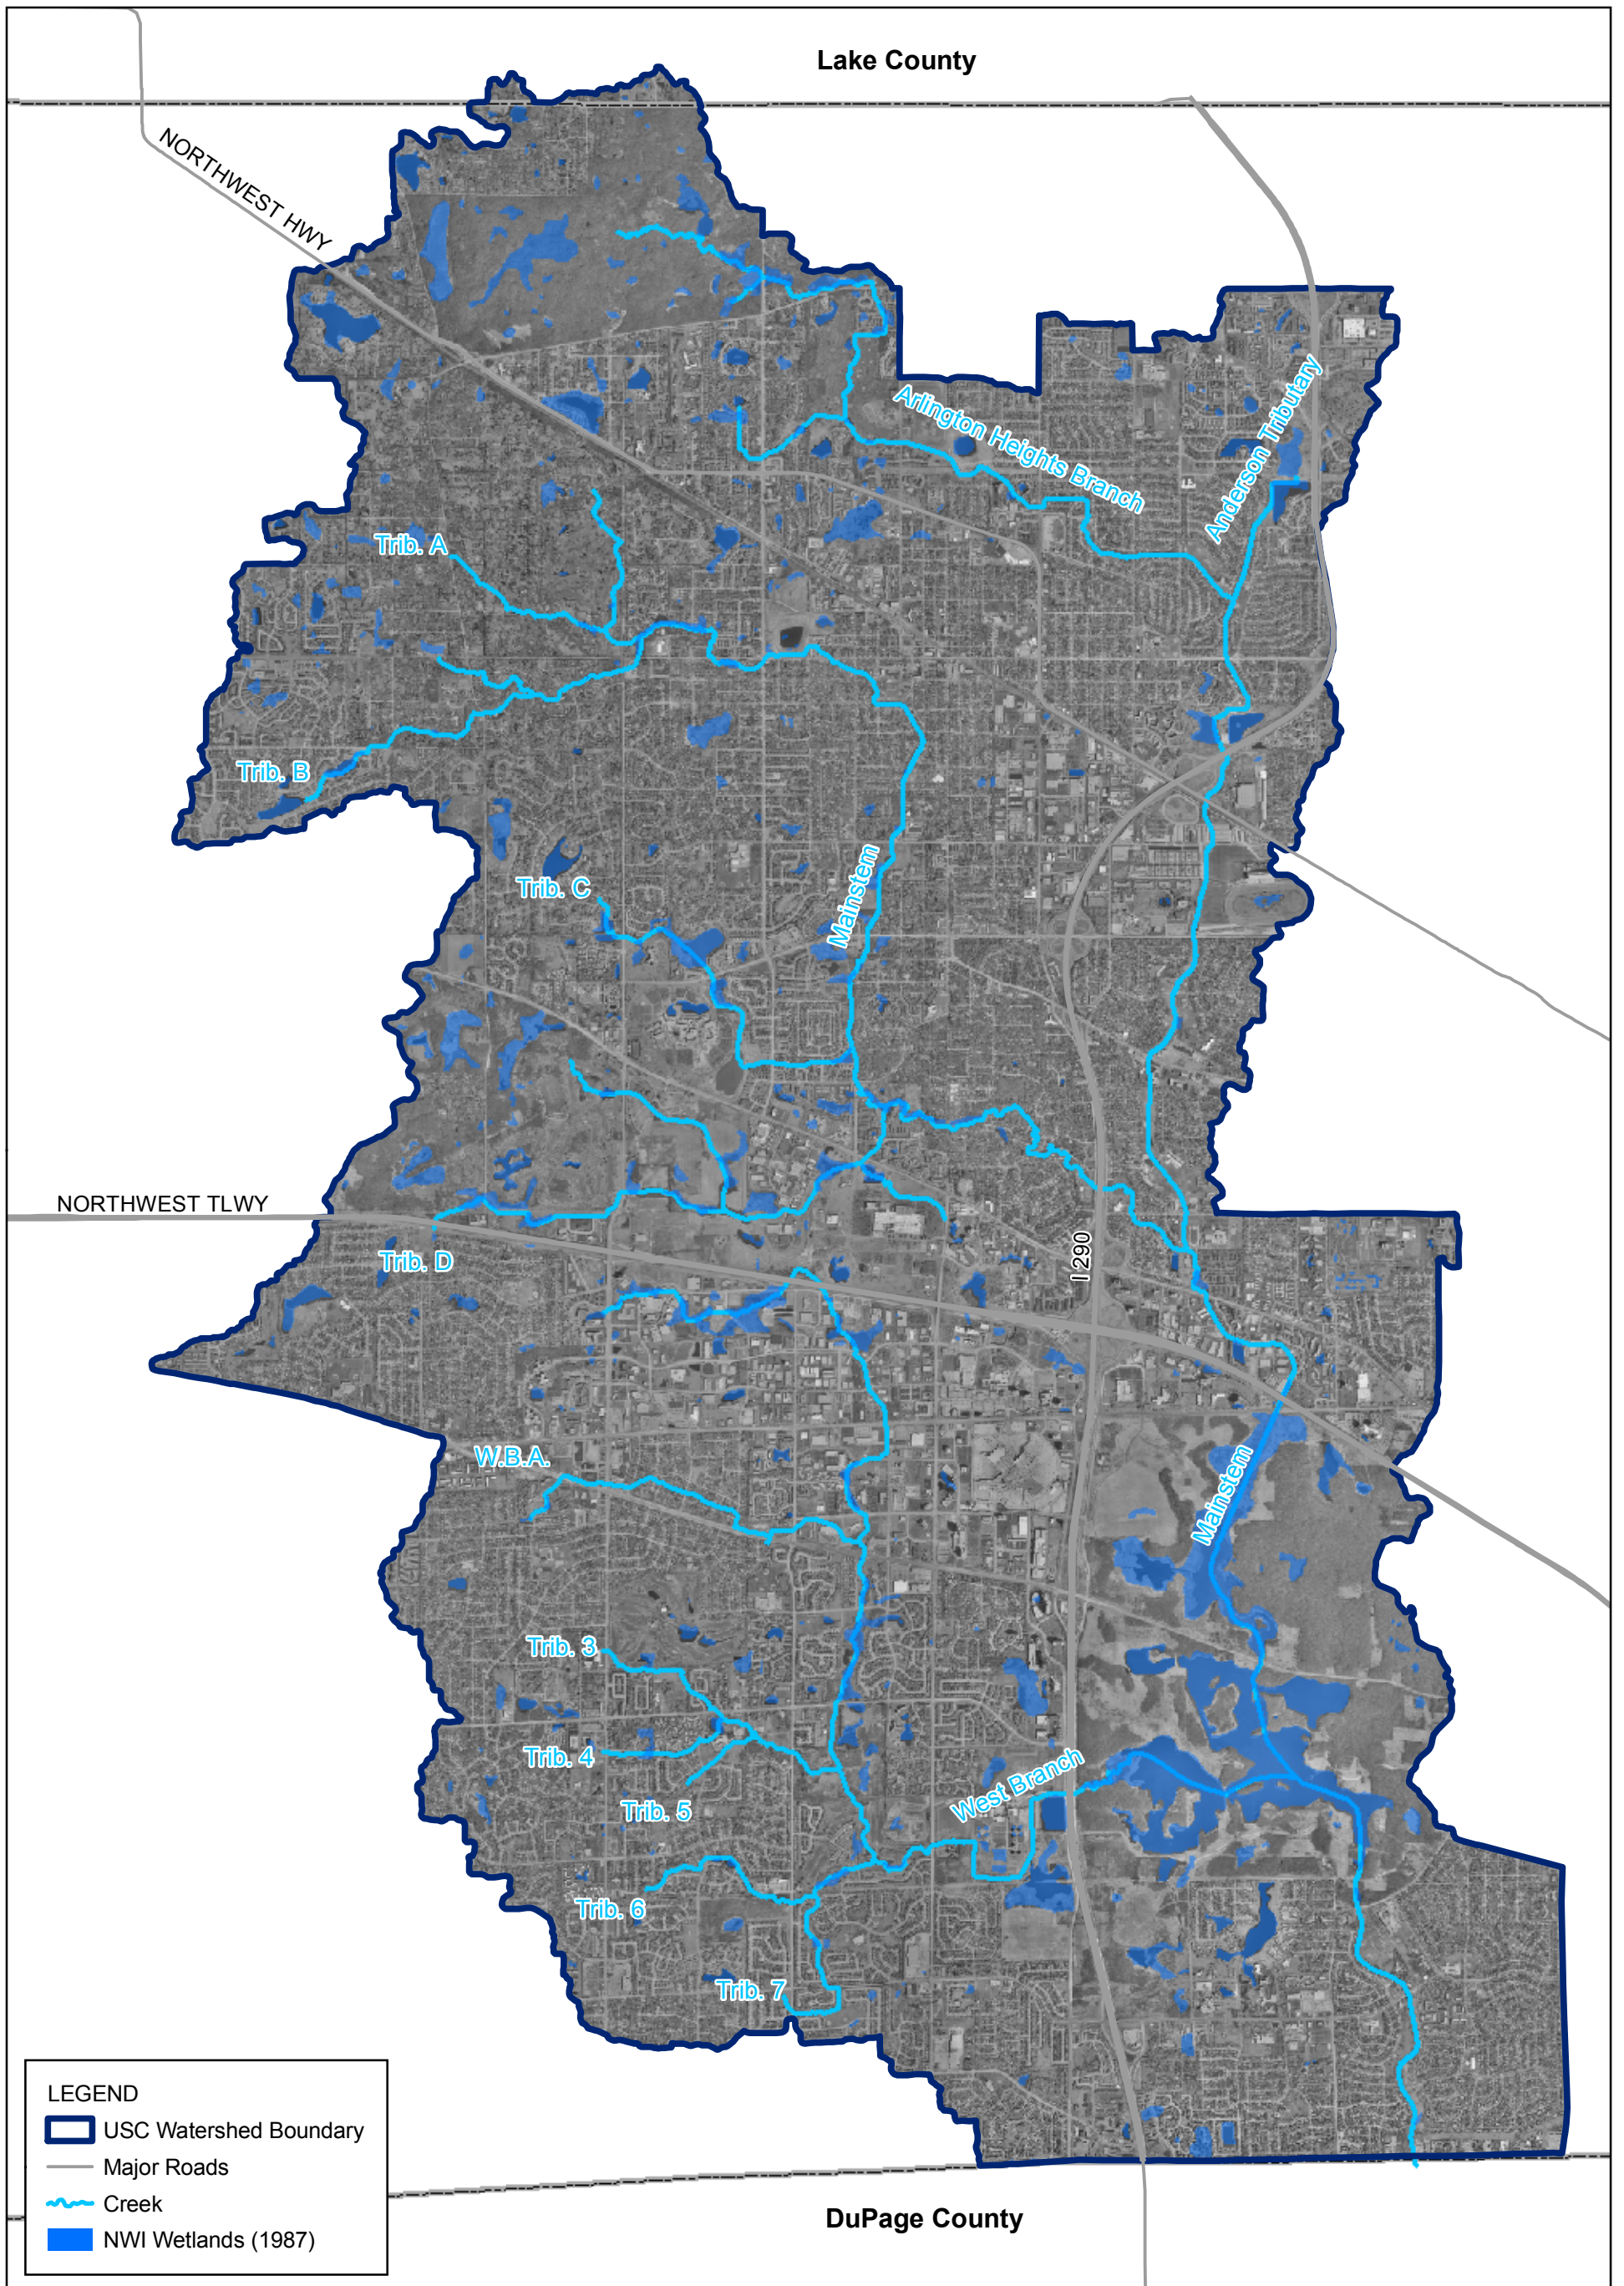 Lake County
NORTHWEST HWY
Arlington Heights Branch
Anderson Tributary
Trib. A
Trib. B
Trib. C
Mainstem
NORTHWEST TLWY
Trib. D
I 290
W.B.A.
Mainstem
Trib. 3
Trib. 4
West Branch
Trib. 5
Trib. 6
Trib. 7
LEGEND
USC Watershed Boundary
Major Roads
Creek
NWI Wetlands (1987)
DuPage County